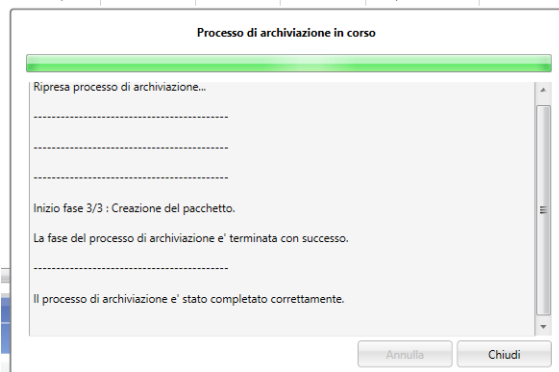 Processo di archiviazione in corso
Ripresa processo di archiviazione...
-------------------------------------------
-------------------------------------------
-------------------------------------------
Inizio fase 3/3 : Creazione del pacchetto.
La fase del processo di archiviazione e' terminata con successo.
-------------------------------------------
Il processo di archiviazione e' stato completato correttamente.
Annulla
Chiudi